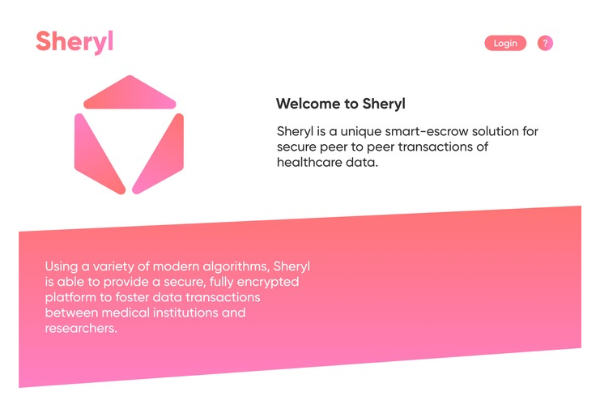 Sheryl
Login
?
Welcome to Sheryl
Sheryl is a unique smart-escrow solution for
secure peer to peer transactions of
healthcare data.
Using a variety of modern algorithms, Sheryl
is able to provide a secure, fully encrypted
platform to foster data transactions
between medical institutions and
researchers.